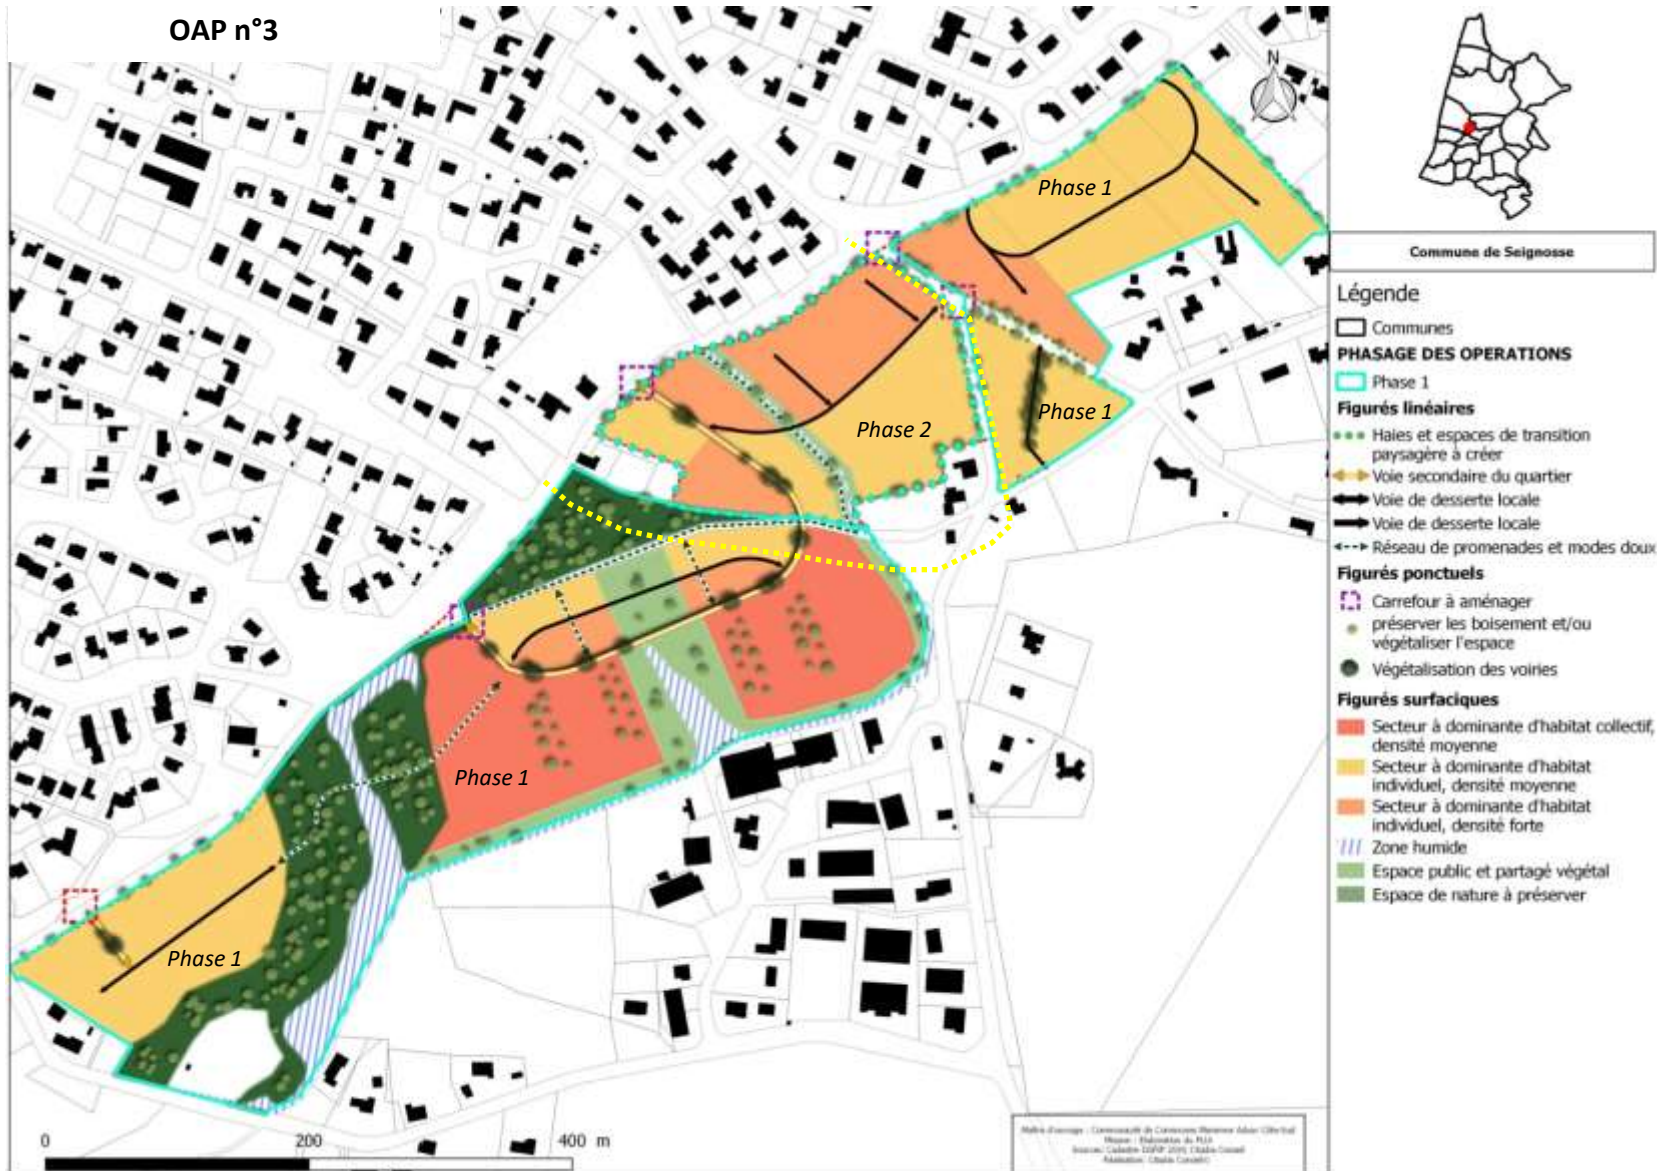 OAP n°3
N
Phase 1
Phase 1
Phase 2
Phase 1
Phase 1
0 200 400 m
Commune de Seignosse
Légende
Communes
PHASAGE DES OPERATIONS
Phase 1
Figurés linéaires
Haies et espaces de transition
paysagère à créer
Voie secondaire du quartier
Voie de desserte locale
Voie de desserte locale
Réseau de promenades et modes doux
Figurés ponctuels
Carrefour à aménager
préserver les boisement et/ou
végétaliser l'espace
Végétalisation des voiries
Figurés surfaciques
Secteur à dominante d'habitat collectif,
densité moyenne
Secteur à dominante d'habitat
individuel, densité moyenne
Secteur à dominante d'habitat
individuel, densité forte
Zone humide
Espace public et partagé végétal
Espace de nature à préserver